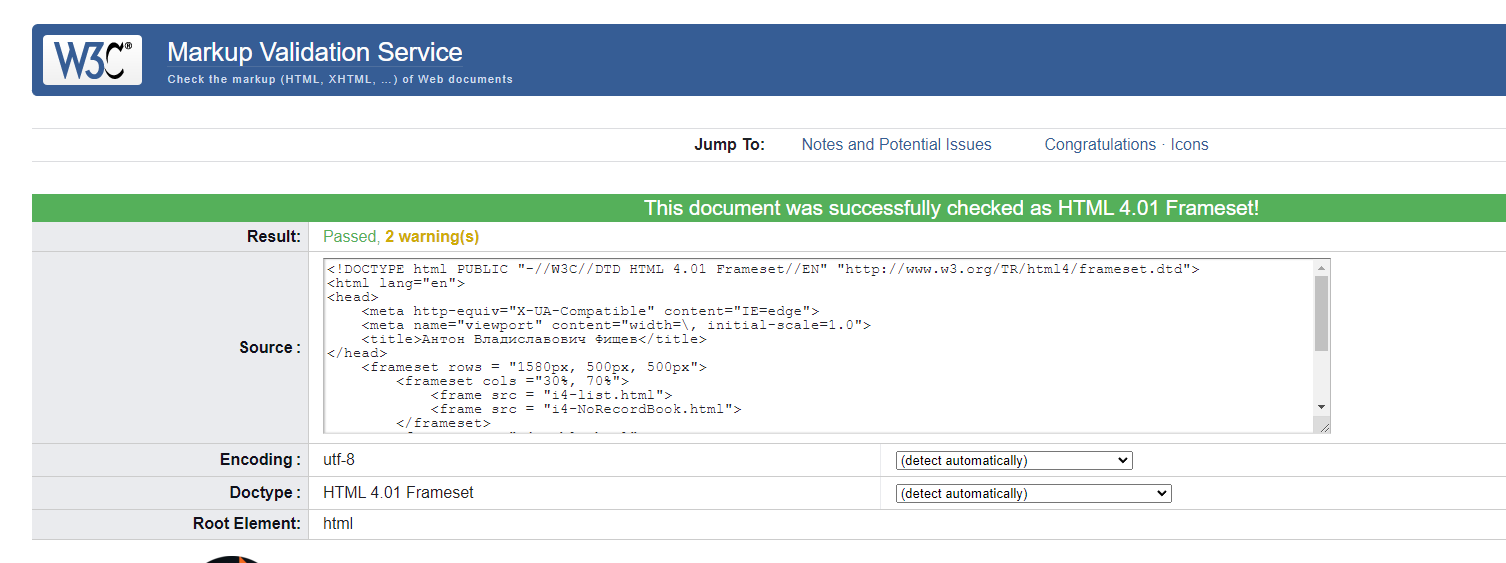 W3C®
Markup Validation Service
Check the markup (HTML, XHTML, …) of Web documents
Jump To: Notes and Potential Issues Congratulations · Icons
This document was successfully checked as HTML 4.01 Frameset!
Result: Passed, 2 warning(s)
Source :
<!DOCTYPE html PUBLIC "-//W3C//DTD HTML 4.01 Frameset//EN" "http://www.w3.org/TR/html4/frameset.dtd">
<html lang="en">
<head>
    <meta http-equiv="X-UA-Compatible" content="IE=edge">
    <meta name="viewport" content="width=\, initial-scale=1.0">
    <title>Антон Владиславович Фишев</title>
</head>
    <frameset rows = "1580px, 500px, 500px">
        <frameset cols ="30%, 70%">
            <frame src = "i4-list.html">
            <frame src = "i4-NoRecordBook.html">
        </frameset>
Encoding : utf-8 (detect automatically)
Doctype : HTML 4.01 Frameset (detect automatically)
Root Element: html